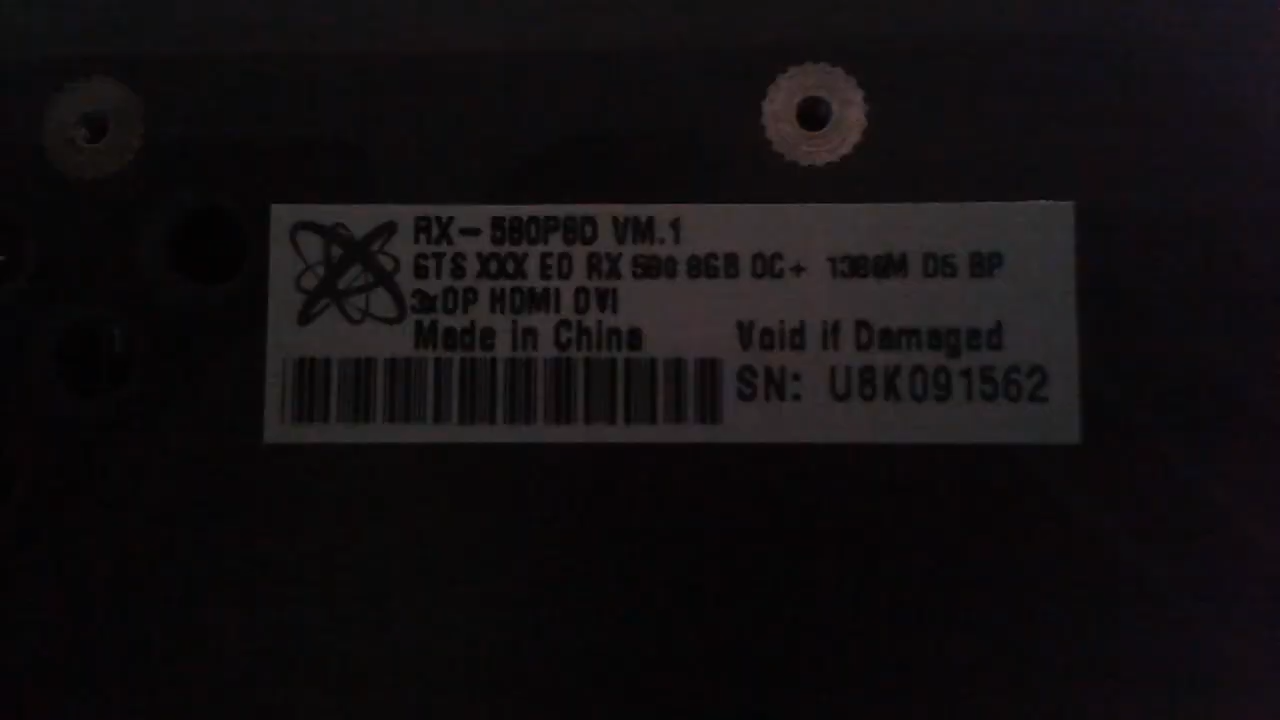 RX-580P8D VM.1
GTS XXX ED RX 580 8GB OC+ 1386M D5 BP
3xDP HDMI DVI
Made in China
Void if Damaged
SN: U8K091562